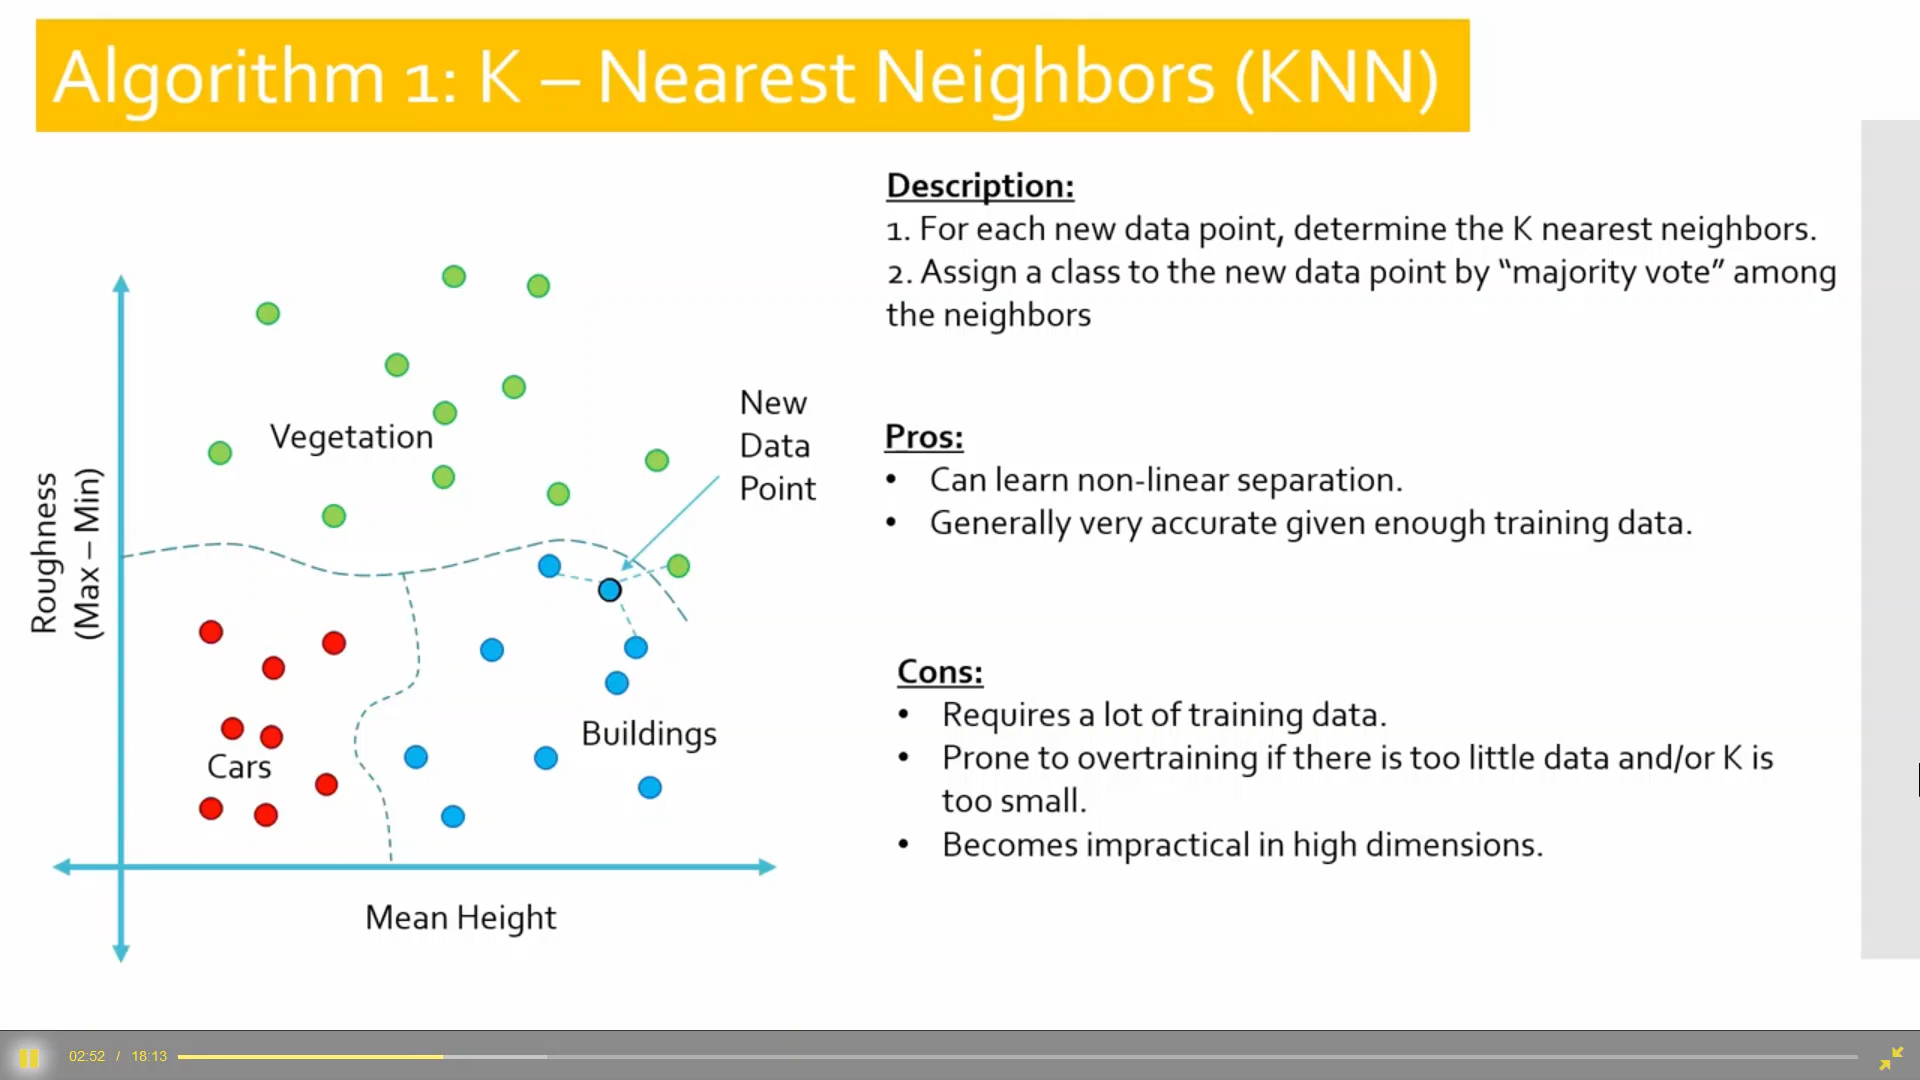 Algorithm 1: K – Nearest Neighbors (KNN)
Description:
1. For each new data point, determine the K nearest neighbors.
2. Assign a class to the new data point by “majority vote” among
the neighbors
New
Data
Point
Vegetation
Pros:
• Can learn non-linear separation.
• Generally very accurate given enough training data.
Roughness
(Max – Min)
Cons:
• Requires a lot of training data.
• Prone to overtraining if there is too little data and/or K is
too small.
• Becomes impractical in high dimensions.
Buildings
Cars
Mean Height
02:52 / 18:13